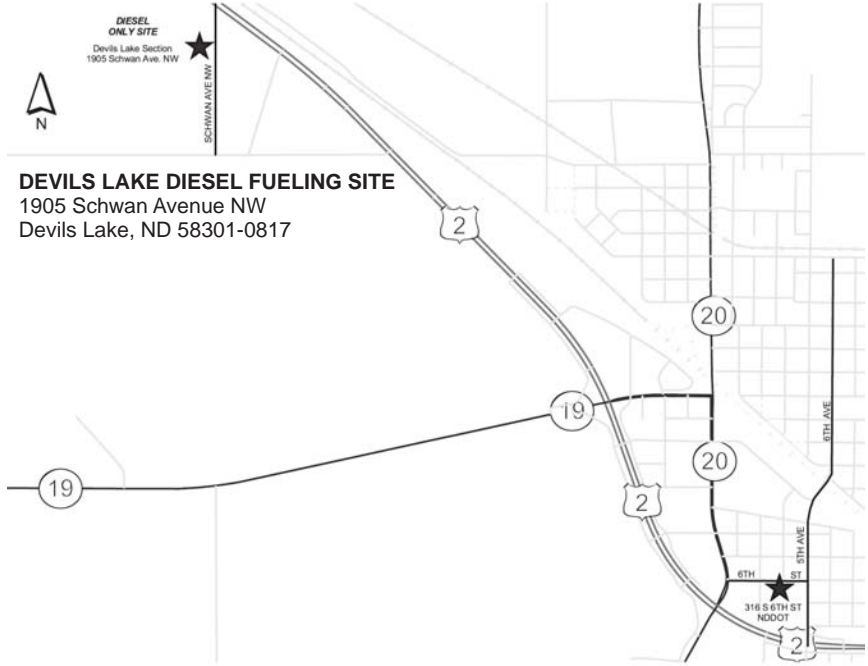 DIESEL
ONLY SITE
Devils Lake Section
1905 Schwan Ave. NW
SCHWAN AVE NW
N
DEVILS LAKE DIESEL FUELING SITE
1905 Schwan Avenue NW
Devils Lake, ND 58301-0817
2
20
19
6TH AVE
20
19
2
5TH AVE
6TH ST
316 S 6TH ST
NDDOT
2